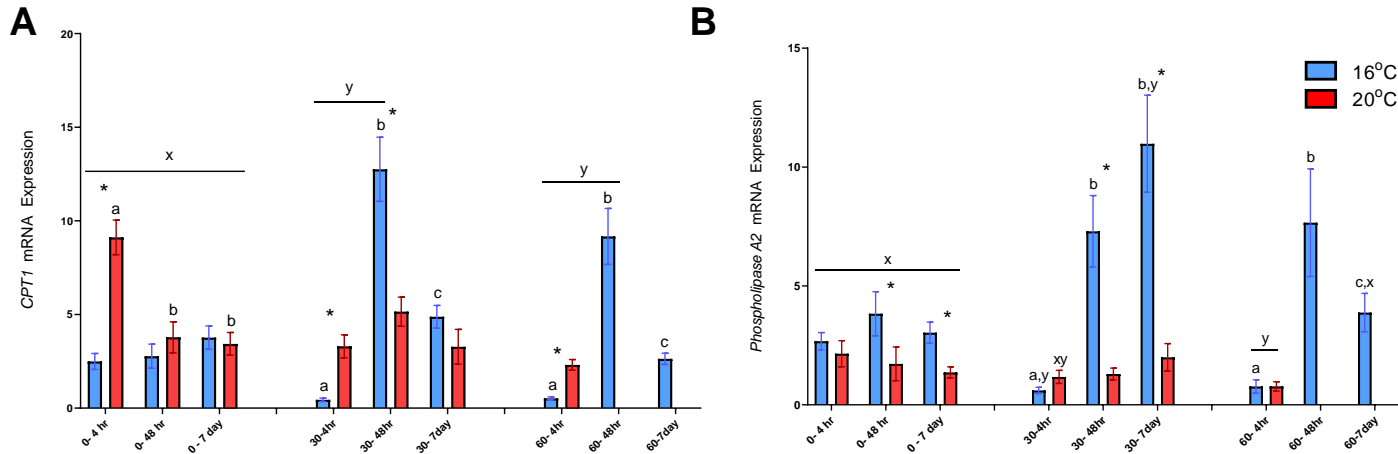 A
CPT1 mRNA Expression
20
15
10
5
0
x
*
a
b
b
y
*
b
*
a
c
y
b
*
a
c
0- 4 hr
0- 48 hr
0 - 7 day
30- 4hr
30- 48hr
30- 7day
60- 4hr
60- 48hr
60-7day
B
Phospholipase A2 mRNA Expression
15
10
5
0
16°C
20°C
x
*
*
a,y
xy
b
*
b,y
*
y
a
b
c,x
0- 4 hr
0- 48 hr
0 - 7 day
30-4hr
30- 48hr
30- 7day
60- 4hr
60- 48hr
60-7day